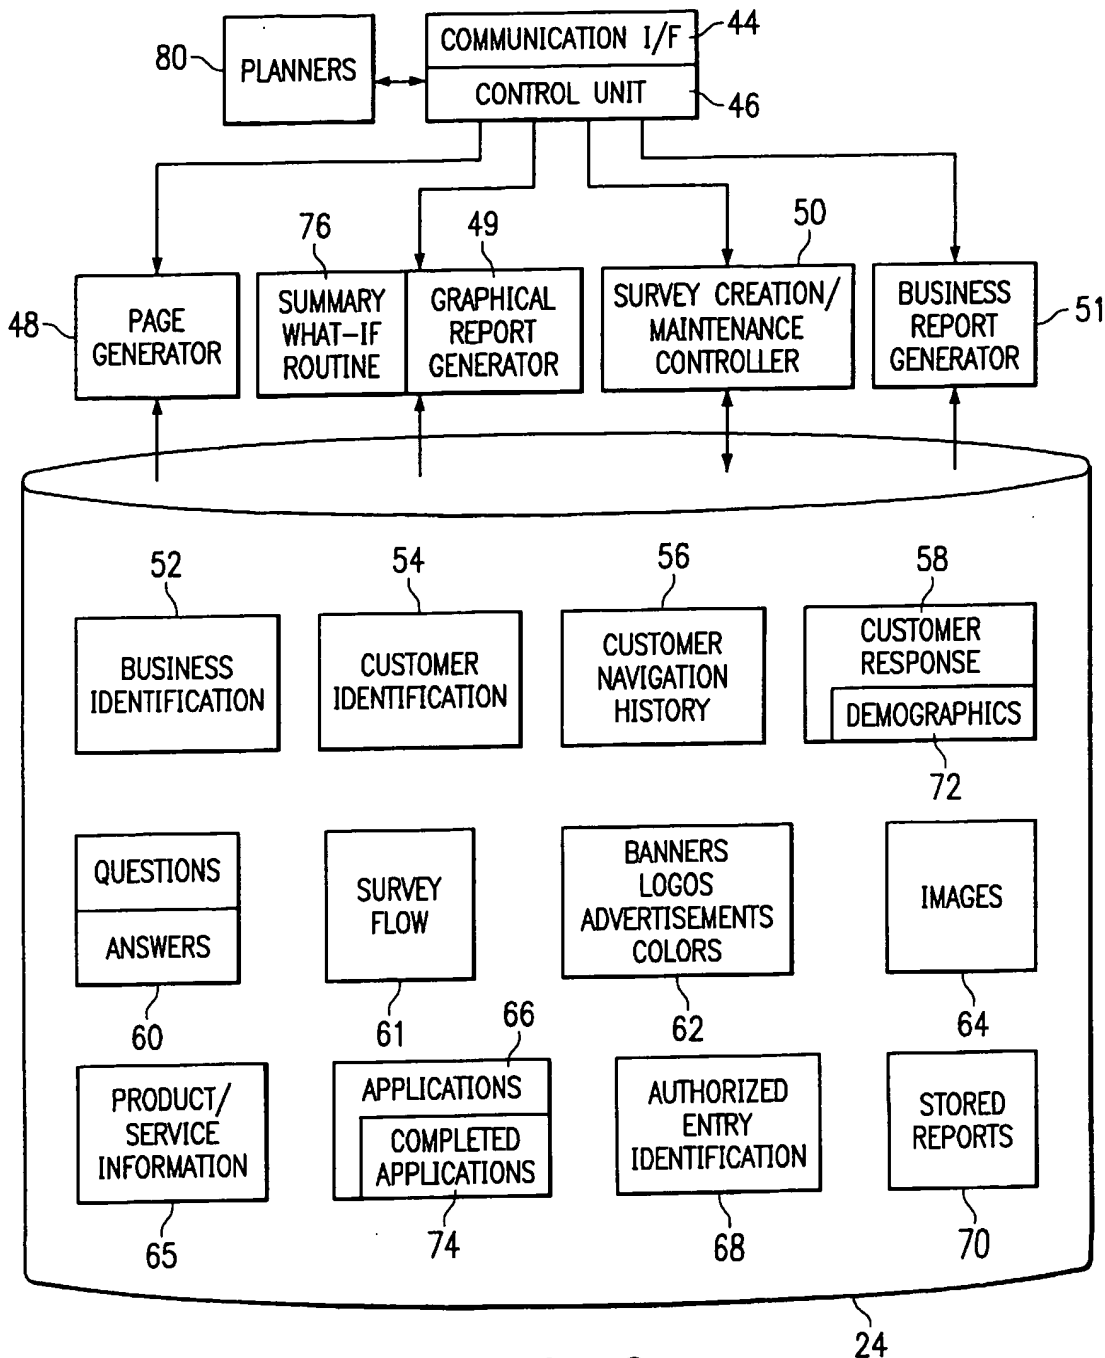 COMMUNICATION I/F
44
80
PLANNERS
CONTROL UNIT
46
76
49
50
48
PAGE
GENERATOR
SUMMARY
WHAT-IF
ROUTINE
GRAPHICAL
REPORT
GENERATOR
SURVEY CREATION/
MAINTENANCE
CONTROLLER
BUSINESS
REPORT
GENERATOR
51
52
54
56
58
BUSINESS
IDENTIFICATION
CUSTOMER
IDENTIFICATION
CUSTOMER
NAVIGATION
HISTORY
CUSTOMER
RESPONSE
DEMOGRAPHICS
72
QUESTIONS
ANSWERS
60
SURVEY
FLOW
61
BANNERS
LOGOS
ADVERTISEMENTS
COLORS
62
IMAGES
64
PRODUCT/
SERVICE
INFORMATION
65
66
APPLICATIONS
COMPLETED
APPLICATIONS
74
AUTHORIZED
ENTRY
IDENTIFICATION
68
STORED
REPORTS
70
24